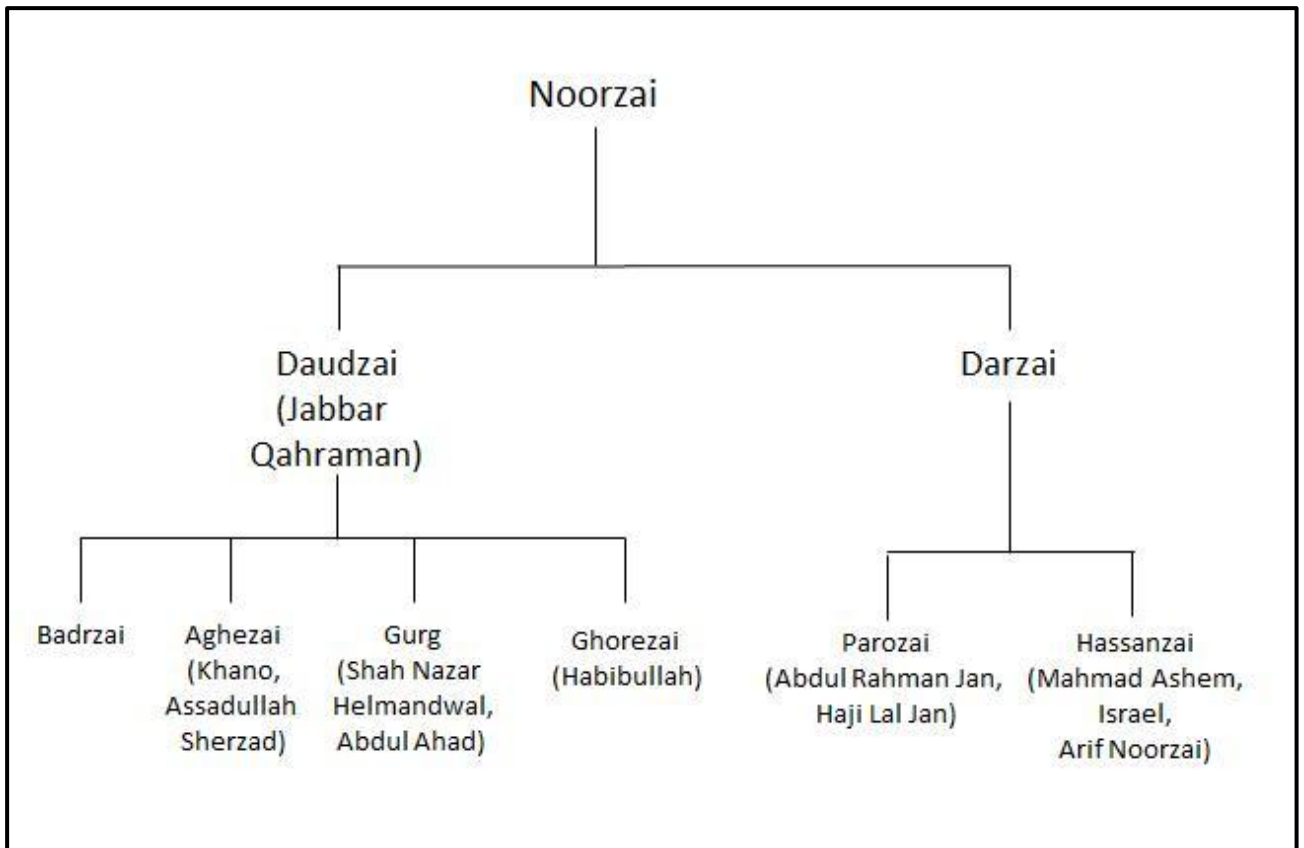 Noorzai
Daudzai
(Jabbar
Qahraman)
Darzai
Badrzai
Aghezai
(Khano,
Assadullah
Sherzad)
Gurg
(Shah Nazar
Helmandwal,
Abdul Ahad)
Ghorezai
(Habibullah)
Parozai
(Abdul Rahman Jan,
Haji Lal Jan)
Hassanzai
(Mahmad Ashem,
Israel,
Arif Noorzai)